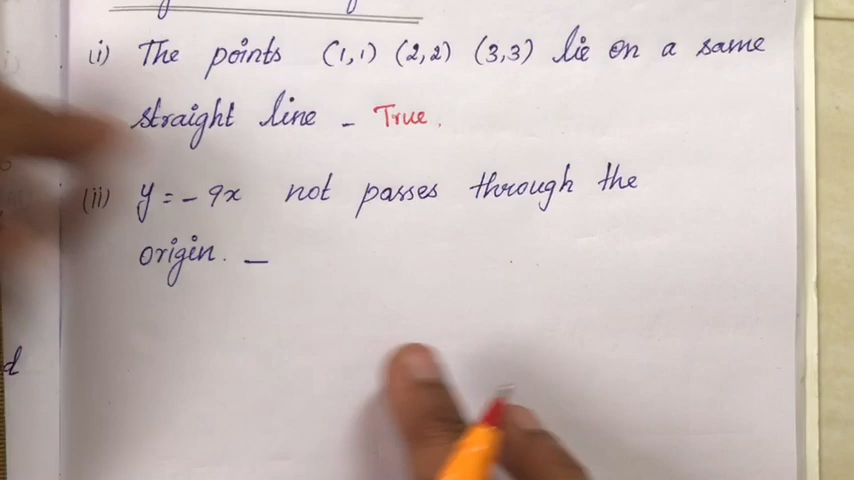 (i) The points (1,1) (2,2) (3,3) lie on a same
straight line - True.
(ii) y = - 9x not passes through the
origin. -
d